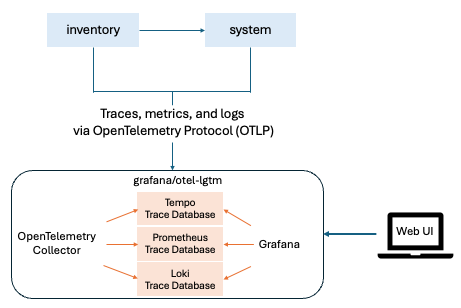 inventory
system
Traces, metrics, and logs
via OpenTelemetry Protocol (OTLP)
grafana/otel-lgtm
Tempo
Trace Database
OpenTelemetry
Collector
Prometheus
Trace Database
Grafana
Loki
Trace Database
Web UI